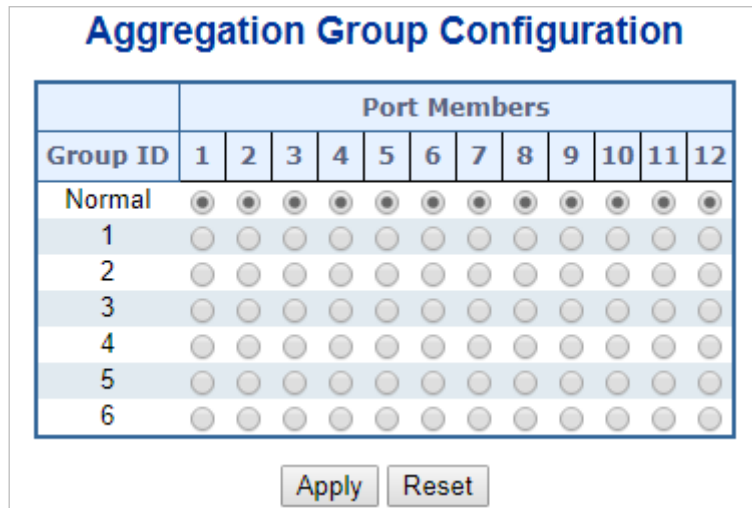 Aggregation Group Configuration
Port Members
Group ID 1 2 3 4 5 6 7 8 9 10 11 12
Normal
1
2
3
4
5
6
Apply Reset